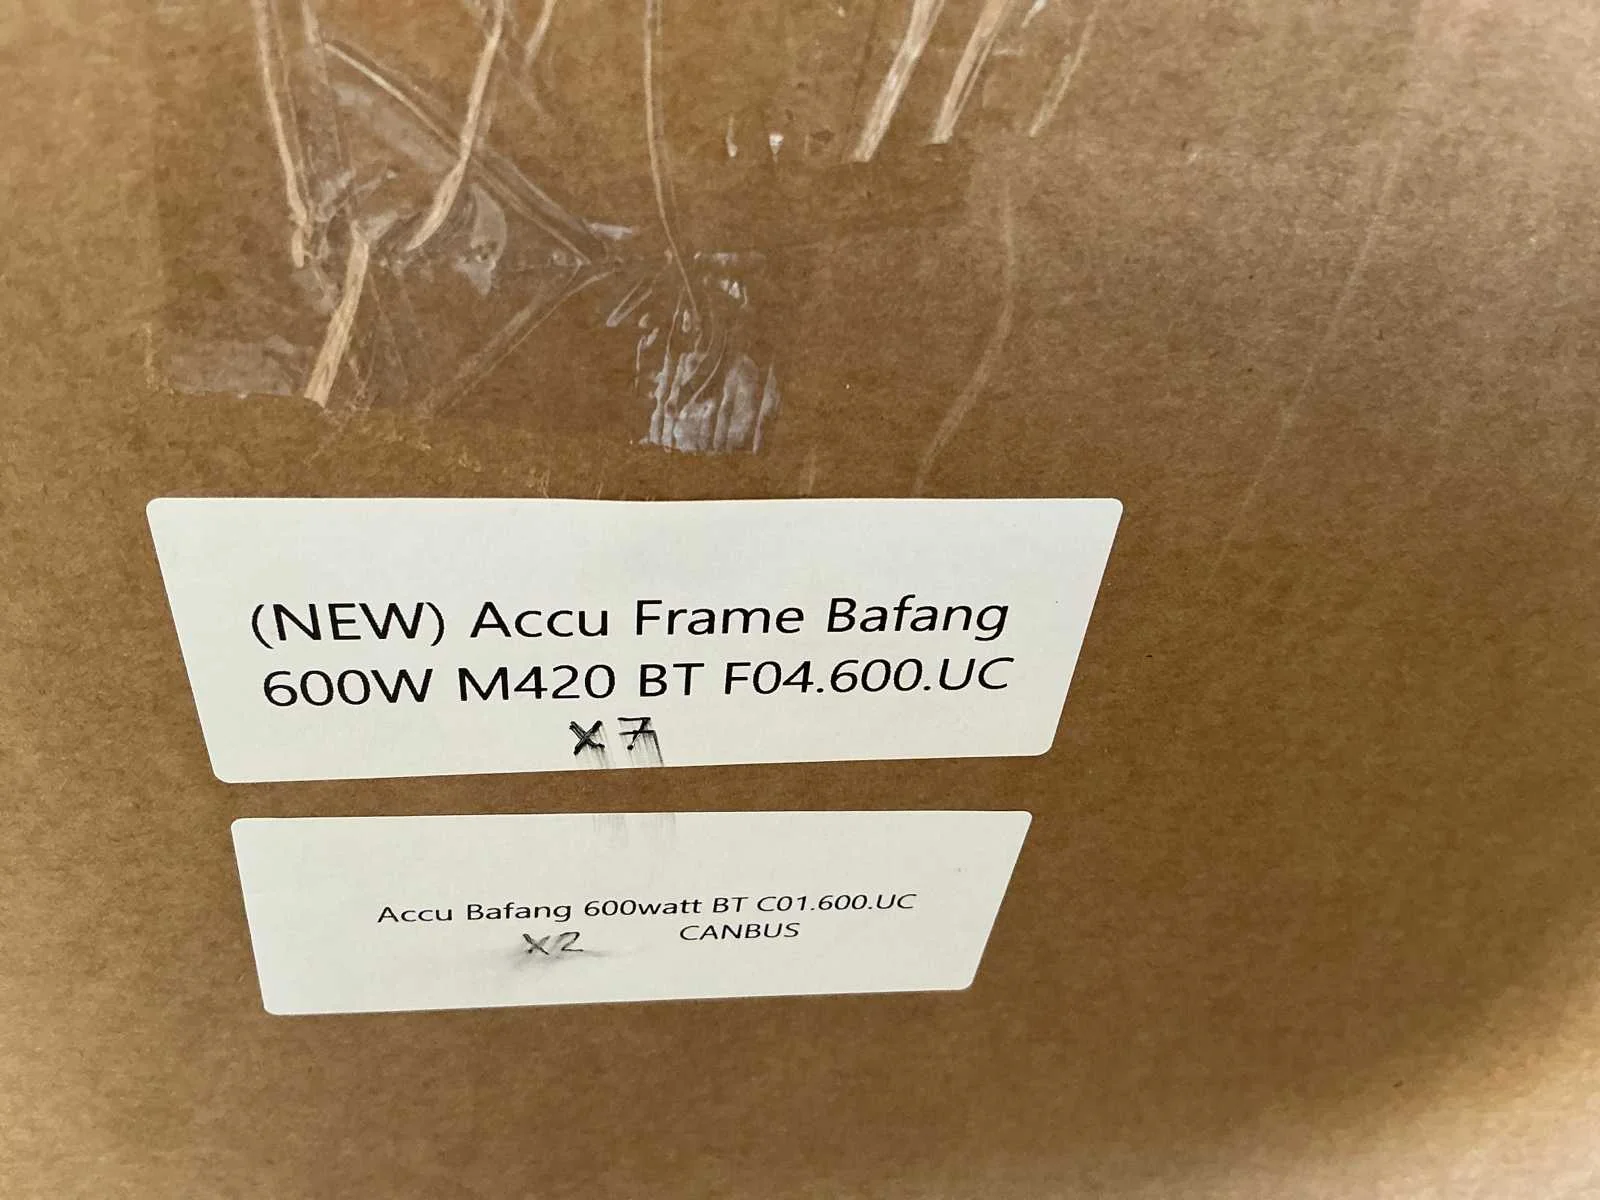 (NEW) Accu Frame Bafang
600W M420 BT F04.600.UC
X7
Accu Bafang 600watt BT C01.600.UC
CANBUS
X2